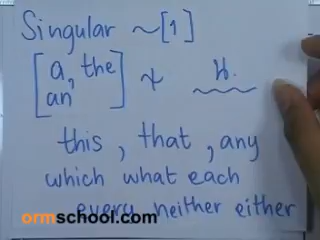 Singular ~[1]
a, the
an
this, that, any
which what each
every neither either
ormschool.com